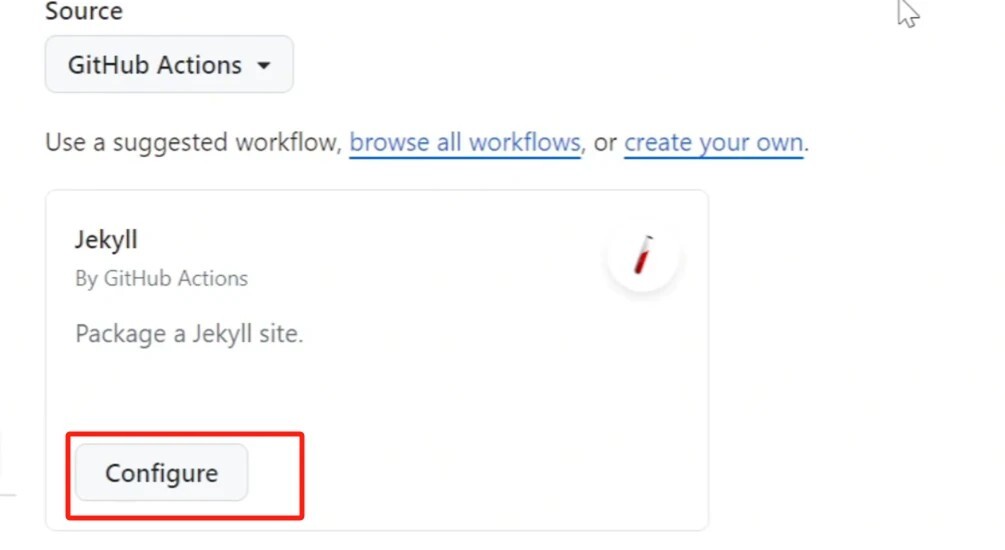 Source
GitHub Actions
Use a suggested workflow, browse all workflows, or create your own.
Jekyll
By GitHub Actions
Package a Jekyll site.
Configure